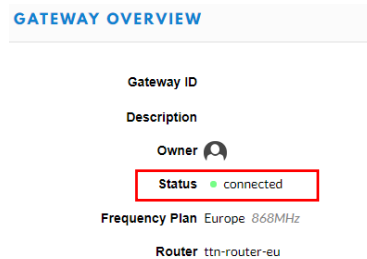 GATEWAY OVERVIEW
Gateway ID
Description
Owner
Status connected
Frequency Plan Europe 868MHz
Router ttn-router-eu